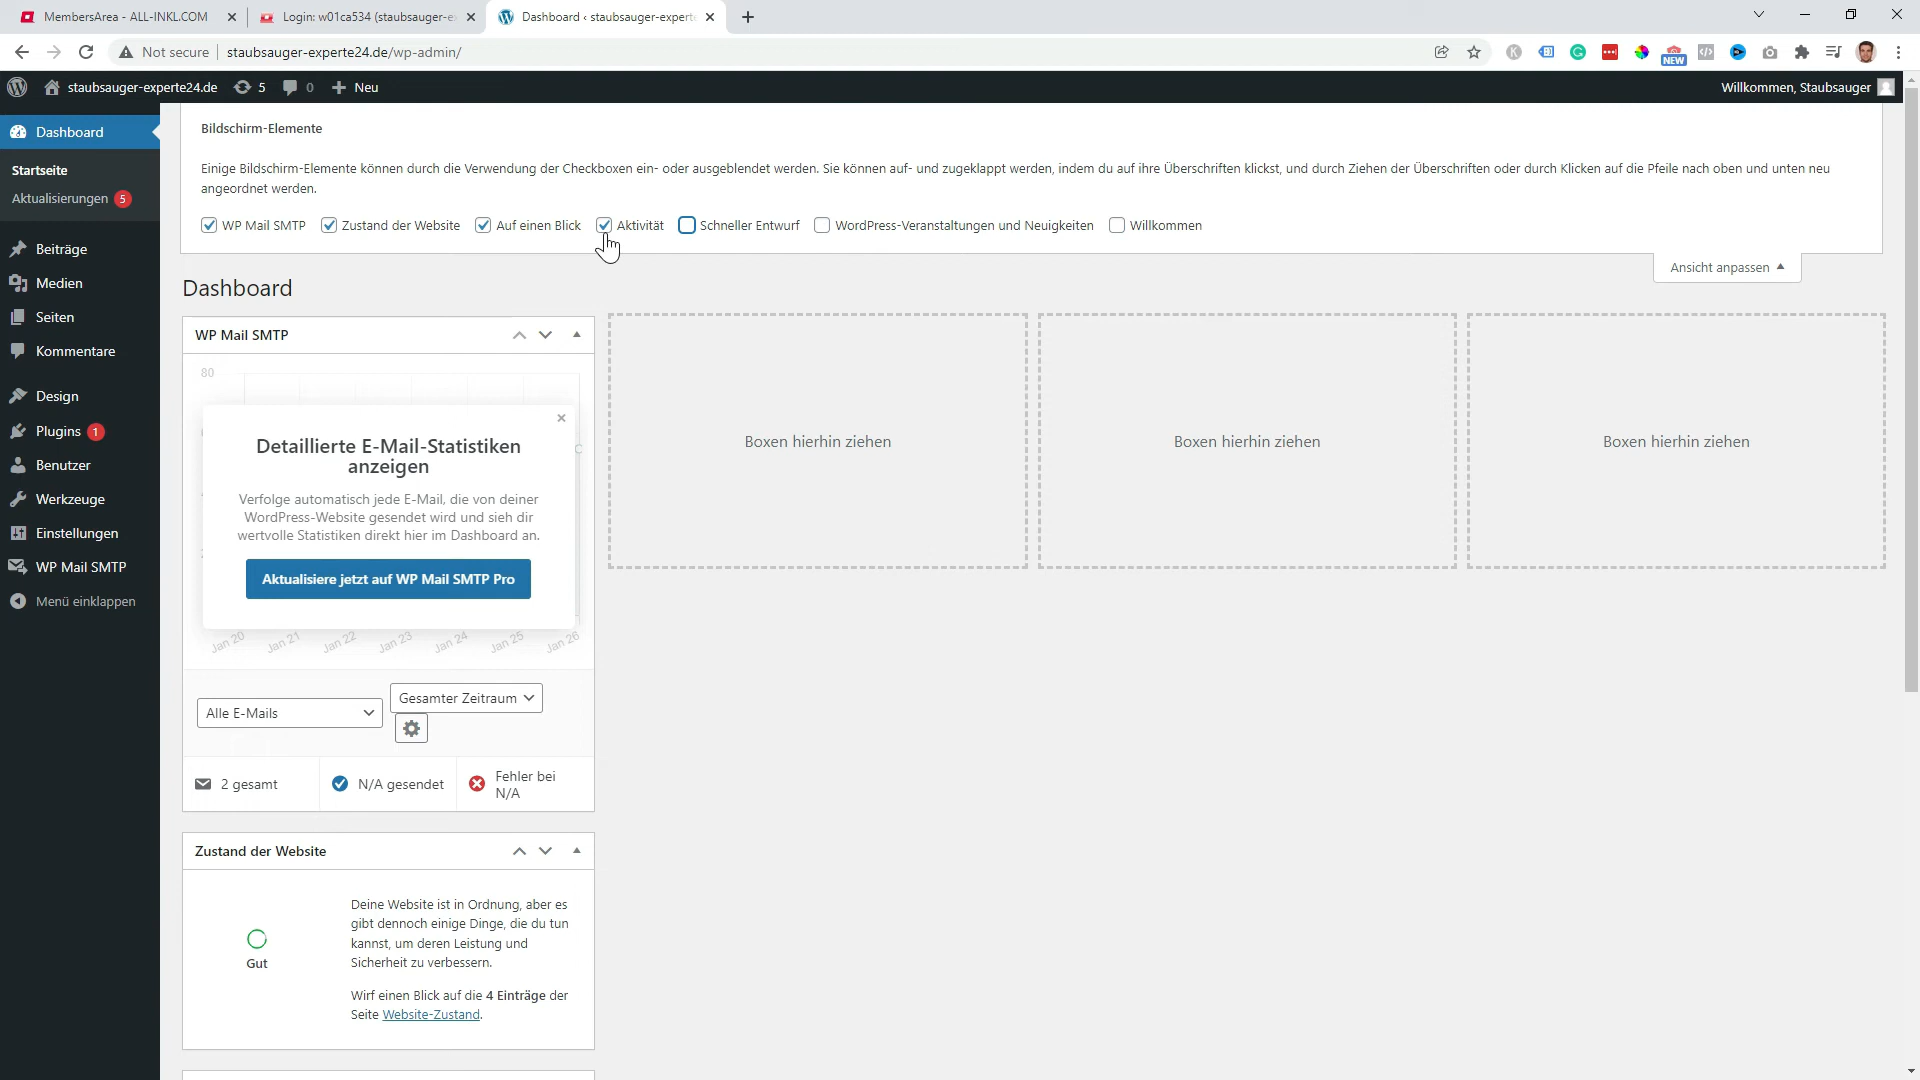 MembersArea - ALL-INKL.COM
Login: w01ca534 (staubsauger-e
Dashboard ‹ staubsauger-experte
Not secure
staubsauger-experte24.de/wp-admin/
NEW
staubsauger-experte24.de
5
0
Neu
Willkommen, Staubsauger
Dashboard
Startseite
Aktualisierungen 5
Beiträge
Medien
Seiten
Kommentare
Design
Plugins 1
Benutzer
Werkzeuge
Einstellungen
WP Mail SMTP
Menü einklappen
Bildschirm-Elemente
Einige Bildschirm-Elemente können durch die Verwendung der Checkboxen ein- oder ausgeblendet werden. Sie können auf- und zugeklappt werden, indem du auf ihre Überschriften klickst, und durch Ziehen der Überschriften oder durch Klicken auf die Pfeile nach oben und unten neu
angeordnet werden.
WP Mail SMTP Zustand der Website Auf einen Blick Aktivität Schneller Entwurf WordPress-Veranstaltungen und Neuigkeiten Willkommen
Ansicht anpassen
Dashboard
WP Mail SMTP
80
Detaillierte E-Mail-Statistiken
anzeigen
Verfolge automatisch jede E-Mail, die von deiner
WordPress-Website gesendet wird und sieh dir
wertvolle Statistiken direkt hier im Dashboard an.
Aktualisiere jetzt auf WP Mail SMTP Pro
Jan 20 Jan 21 Jan 22 Jan 23 Jan 24 Jan 25 Jan 26
Alle E-Mails
Gesamter Zeitraum
2 gesamt
N/A gesendet
Fehler bei
N/A
Boxen hierhin ziehen
Boxen hierhin ziehen
Boxen hierhin ziehen
Zustand der Website
Gut
Deine Website ist in Ordnung, aber es
gibt dennoch einige Dinge, die du tun
kannst, um deren Leistung und
Sicherheit zu verbessern.
Wirf einen Blick auf die 4 Einträge der
Seite Website-Zustand.